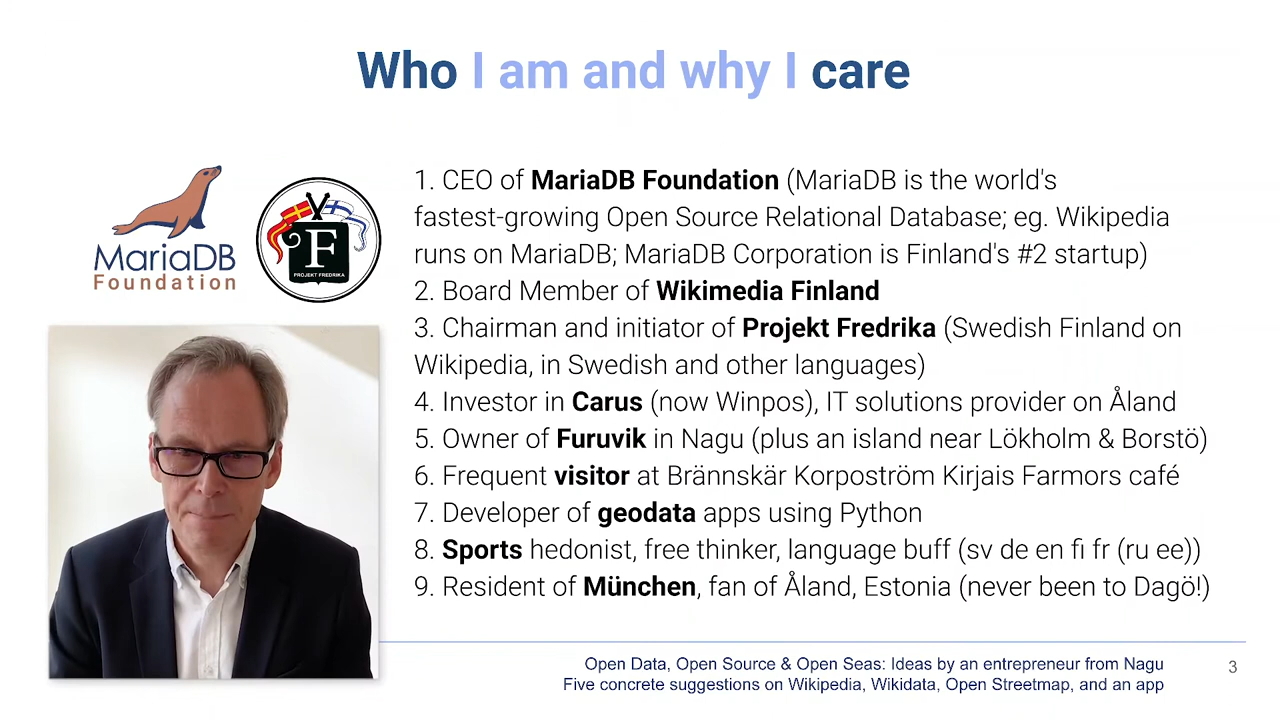 Who I am and why I care
MariaDB
Foundation
F
PROJEKT FREDRIKA
1. CEO of MariaDB Foundation (MariaDB is the world's
fastest-growing Open Source Relational Database; eg. Wikipedia
runs on MariaDB; MariaDB Corporation is Finland's #2 startup)
2. Board Member of Wikimedia Finland
3. Chairman and initiator of Projekt Fredrika (Swedish Finland on
Wikipedia, in Swedish and other languages)
4. Investor in Carus (now Winpos), IT solutions provider on Åland
5. Owner of Furuvik in Nagu (plus an island near Lökholm & Borstö)
6. Frequent visitor at Brännskär Korpoström Kirjais Farmors café
7. Developer of geodata apps using Python
8. Sports hedonist, free thinker, language buff (sv de en fi fr (ru ee))
9. Resident of München, fan of Åland, Estonia (never been to Dagö!)
Open Data, Open Source & Open Seas: Ideas by an entrepreneur from Nagu
Five concrete suggestions on Wikipedia, Wikidata, Open Streetmap, and an app
3